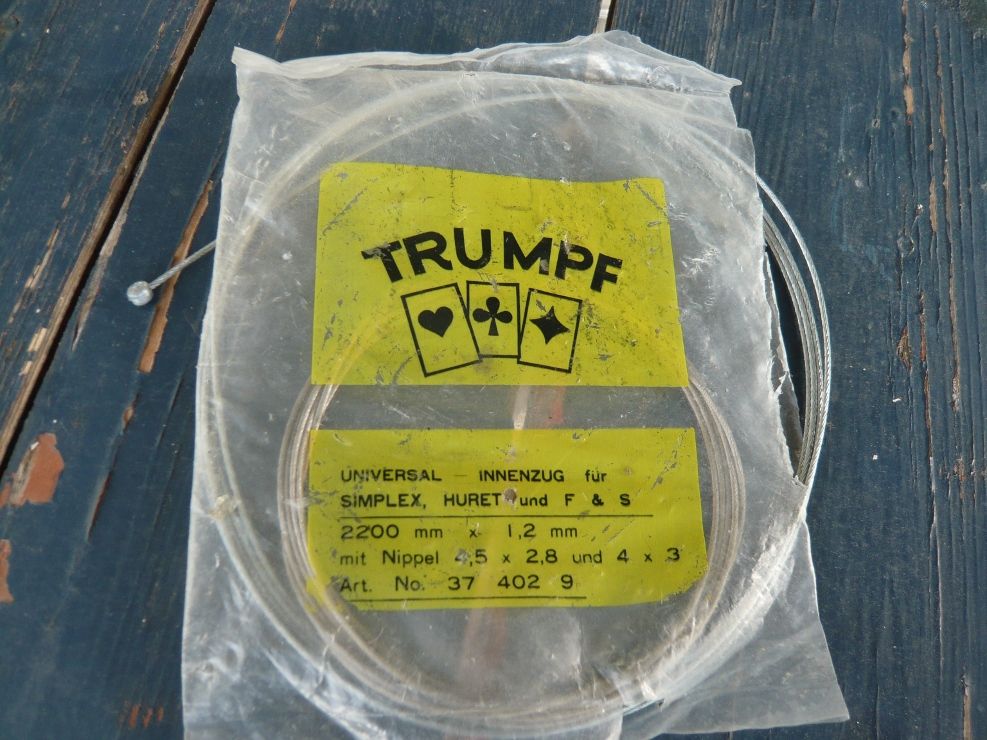 TRUMPF
UNIVERSAL — INNENZUG für
SIMPLEX, HURET und F & S
2200 mm x 1,2 mm
mit Nippel 4,5 x 2,8 und 4 x 3
Art. No. 37 402 9